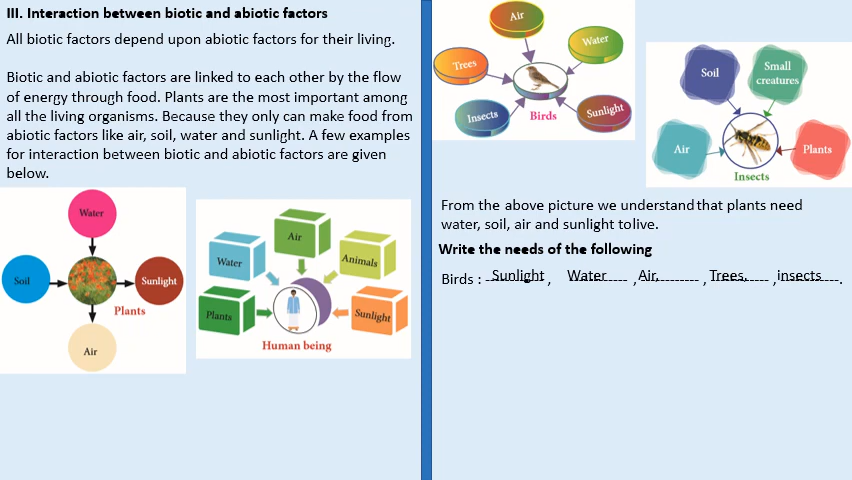 III. Interaction between biotic and abiotic factors
All biotic factors depend upon abiotic factors for their living.
Biotic and abiotic factors are linked to each other by the flow
of energy through food. Plants are the most important among
all the living organisms. Because they only can make food from
abiotic factors like air, soil, water and sunlight. A few examples
for interaction between biotic and abiotic factors are given
below.
Water
Soil
Sunlight
Plants
Air
Air
Water
Animals
Plants
Sunlight
Human being
Air
Water
Trees
Insects
Sunlight
Birds
Soil
Small
creatures
Air
Plants
Insects
From the above picture we understand that plants need
water, soil, air and sunlight to live.
Write the needs of the following
Birds : Sunlight , Water , Air, , Trees, , insects .